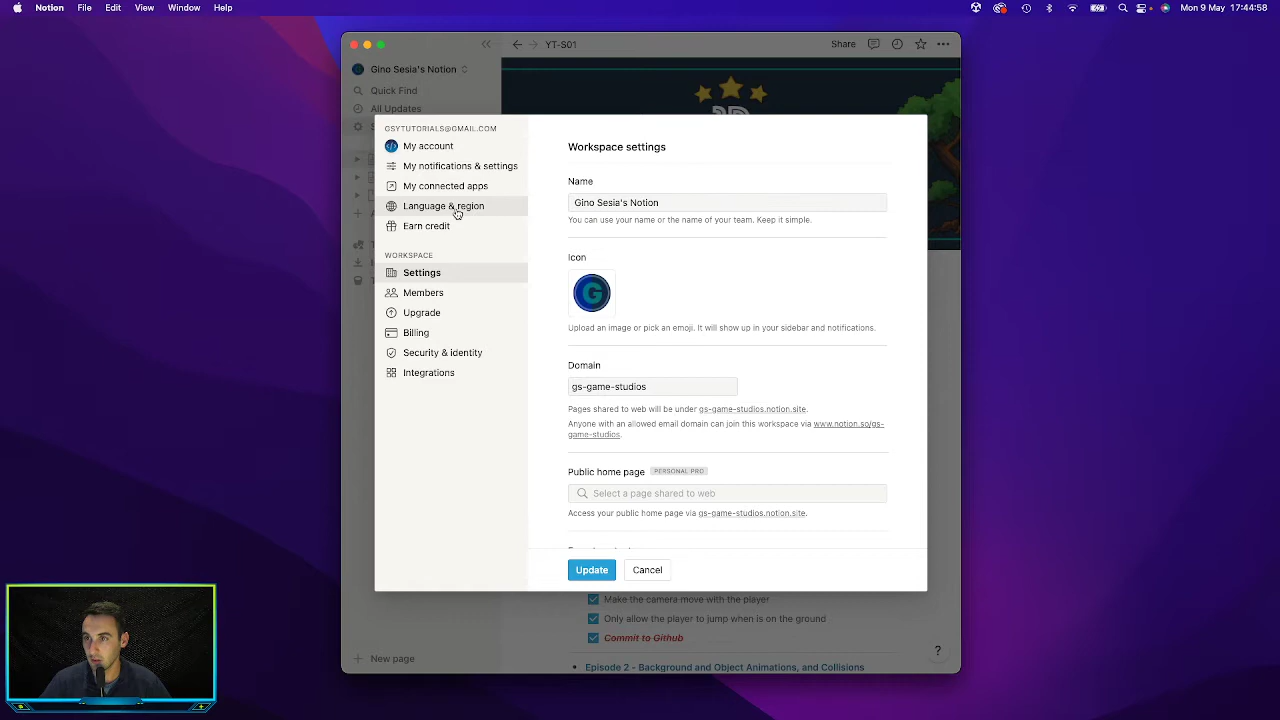 Notion File Edit View Window Help Mon 9 May 17:44:58
Gino Sesia's Notion
YT-S01
Share
Quick Find
All Updates
GSYTUTORIALS@GMAIL.COM
My account
My notifications & settings
My connected apps
Language & region
Earn credit
WORKSPACE
Settings
Members
Upgrade
Billing
Security & identity
Integrations
Workspace settings
Name
Gino Sesia's Notion
You can use your name or the name of your team. Keep it simple.
Icon
G
Upload an image or pick an emoji. It will show up in your sidebar and notifications.
Domain
gs-game-studios
Pages shared to web will be under gs-game-studios.notion.site.
Anyone with an allowed email domain can join this workspace via www.notion.so/gs-
game-studios.
Public home page PERSONAL PRO
Select a page shared to web
Access your public home page via gs-game-studios.notion.site.
Update
Cancel
Make the camera move with the player
Only allow the player to jump when is on the ground
Commit to Github
Episode 2 - Background and Object Animations, and Collisions
New page
?